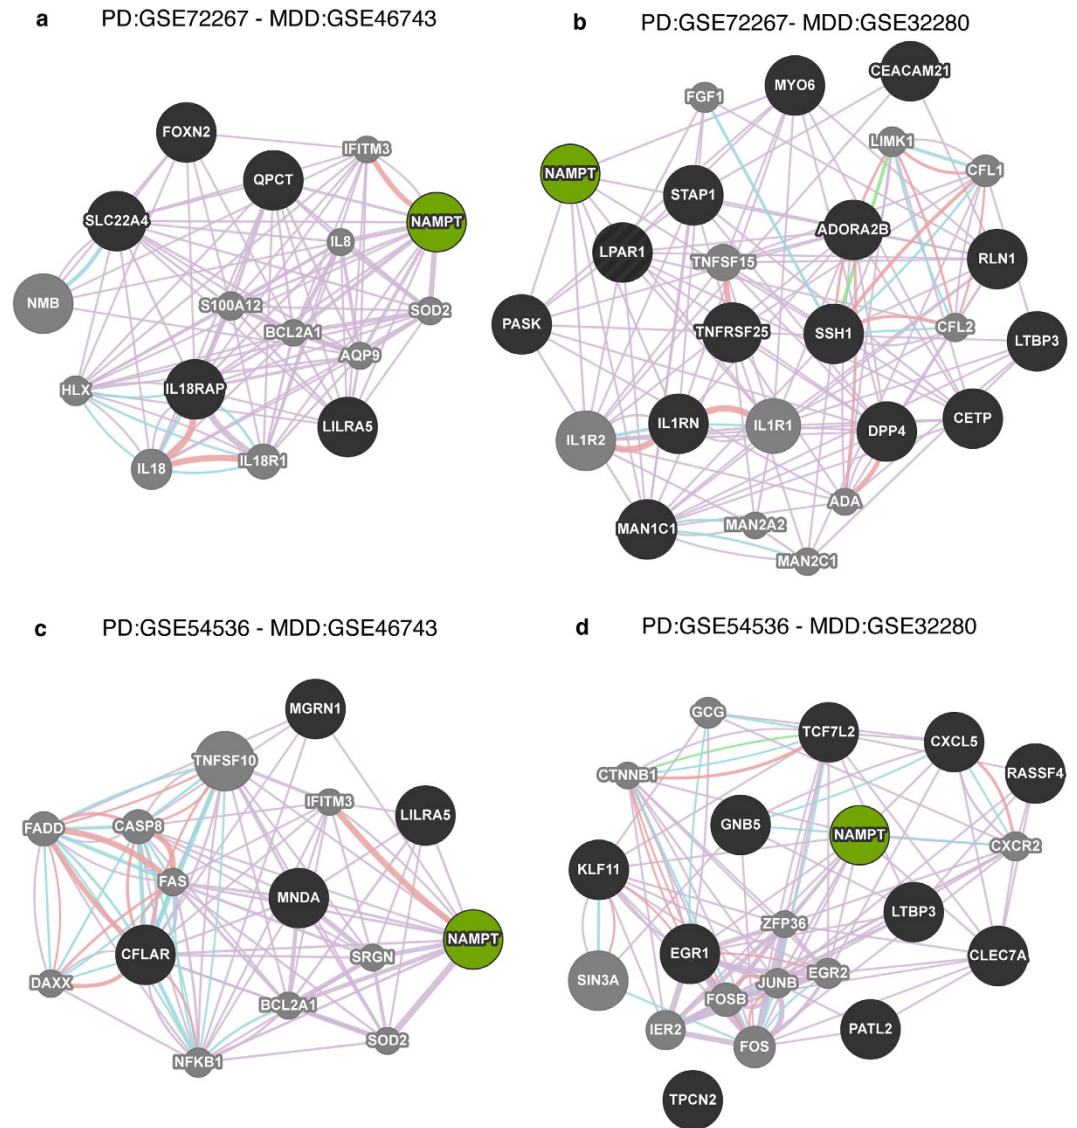 a PD:GSE72267 - MDD:GSE46743
FOXN2
IFITM3
QPCT
SLC22A4
NAMPT
IL8
NMB
S100A12
SOD2
BCL2A1
AQP9
HLX
IL18RAP
LILRA5
IL18
IL18R1
b PD:GSE72267- MDD:GSE32280
CEACAM21
MYO6
FGF1
LIMK1
NAMPT
CFL1
STAP1
ADORA2B
LPAR1
TNFSF15
RLN1
PASK
TNFRSF25
SSH1
CFL2
LTBP3
IL1R2
IL1RN
IL1R1
DPP4
CETP
ADA
MAN1C1
MAN2A2
MAN2C1
c PD:GSE54536 - MDD:GSE46743
MGRN1
TNFSF10
IFITM3
LILRA5
FADD
CASP8
FAS
MNDA
NAMPT
CFLAR
SRGN
DAXX
BCL2A1
SOD2
NFKB1
d PD:GSE54536 - MDD:GSE32280
GCG
TCF7L2
CXCL5
CTNNB1
RASSF4
GNB5
NAMPT
CXCR2
KLF11
LTBP3
ZFP36
EGR1
CLEC7A
SIN3A
JUNB
EGR2
FOSB
IER2
FOS
PATL2
TPCN2